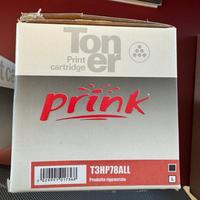 Toner
Print
cartridge
prink
T3HP78ALL
Prodotto rigenerato
L